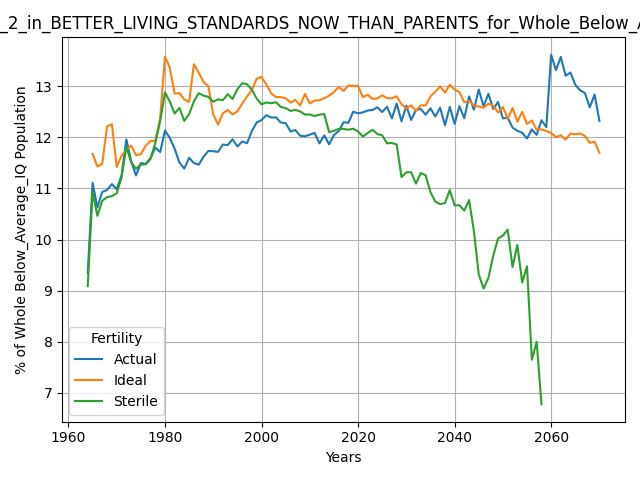 _2_in_BETTER_LIVING_STANDARDS_NOW_THAN_PARENTS_for_Whole_Below_A
% of Whole Below_Average_IQ Population
13
12
11
10
9
8
7
Fertility
Actual
Ideal
Sterile
1960
1980
2000
2020
2040
2060
Years